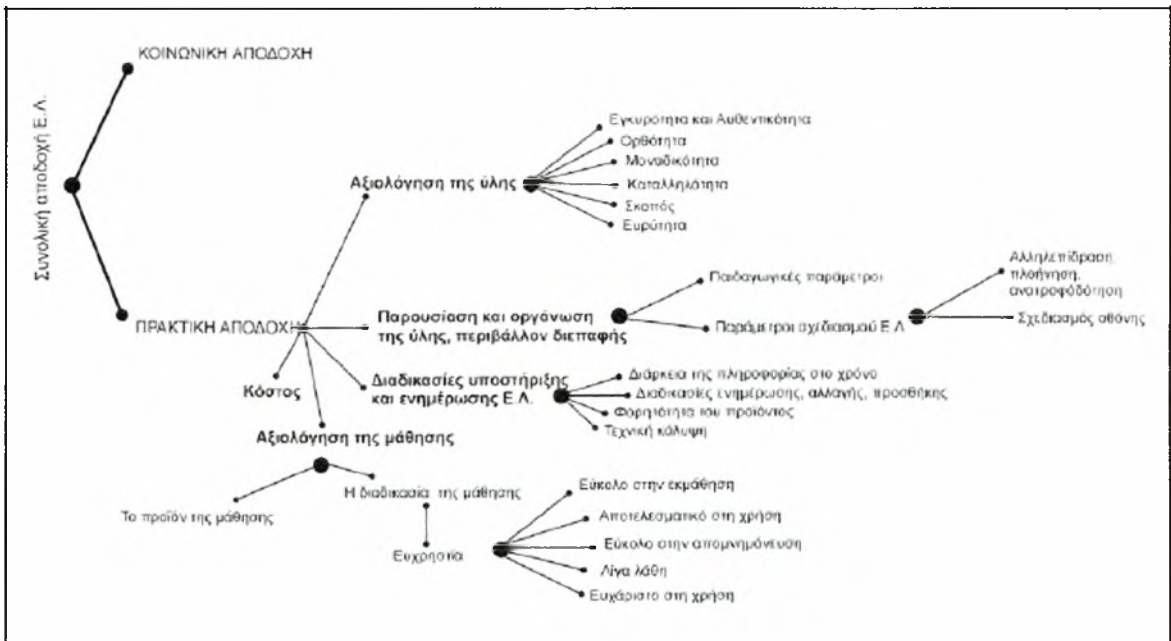 ΚΟΙΝΩΝΙΚΗ ΑΠΟΔΟΧΗ
Συνολική αποδοχή Ε.Λ.
Εγκυρότητα και Αυθεντικότητα
Ορθότητα
Μοναδικότητα
Αξιολόγηση της ύλης
Καταλληλότητα
Σκοπός
Ευρύτητα
Αλληλεπίδραση,
πλοήγηση,
ανατροφόδότηση
Παιδαγωγικές παράμετροι
ΠΡΑΚΤΙΚΗ ΑΠΟΔΟΧΗ
Παρουσίαση και οργάνωση
της ύλης, περιβάλλον διεπαφής
Παράμετροι σχεδιασμού Ε.Λ
Σχεδιασμός οθόνης
Κόστος
Διαδικασίες υποστήριξης
και ενημέρωσης Ε.Λ.
Διάρκεια της πληροφορίας στο χρόνο
Διαδικασίες ενημέρωσης, αλλαγής, προσθήκης
Φορητότητα του προϊόντος
Τεχνική κάλυψη
Αξιολόγηση της μάθησης
Η διαδικασία της μάθησης
Το προϊόν της μάθησης
Ευχρηστία
Εύκολο στην εκμάθηση
Αποτελεσματικό στη χρήση
Εύκολο στην απομνημόνευση
Λίγα λάθη
Ευχάριστο στη χρήση